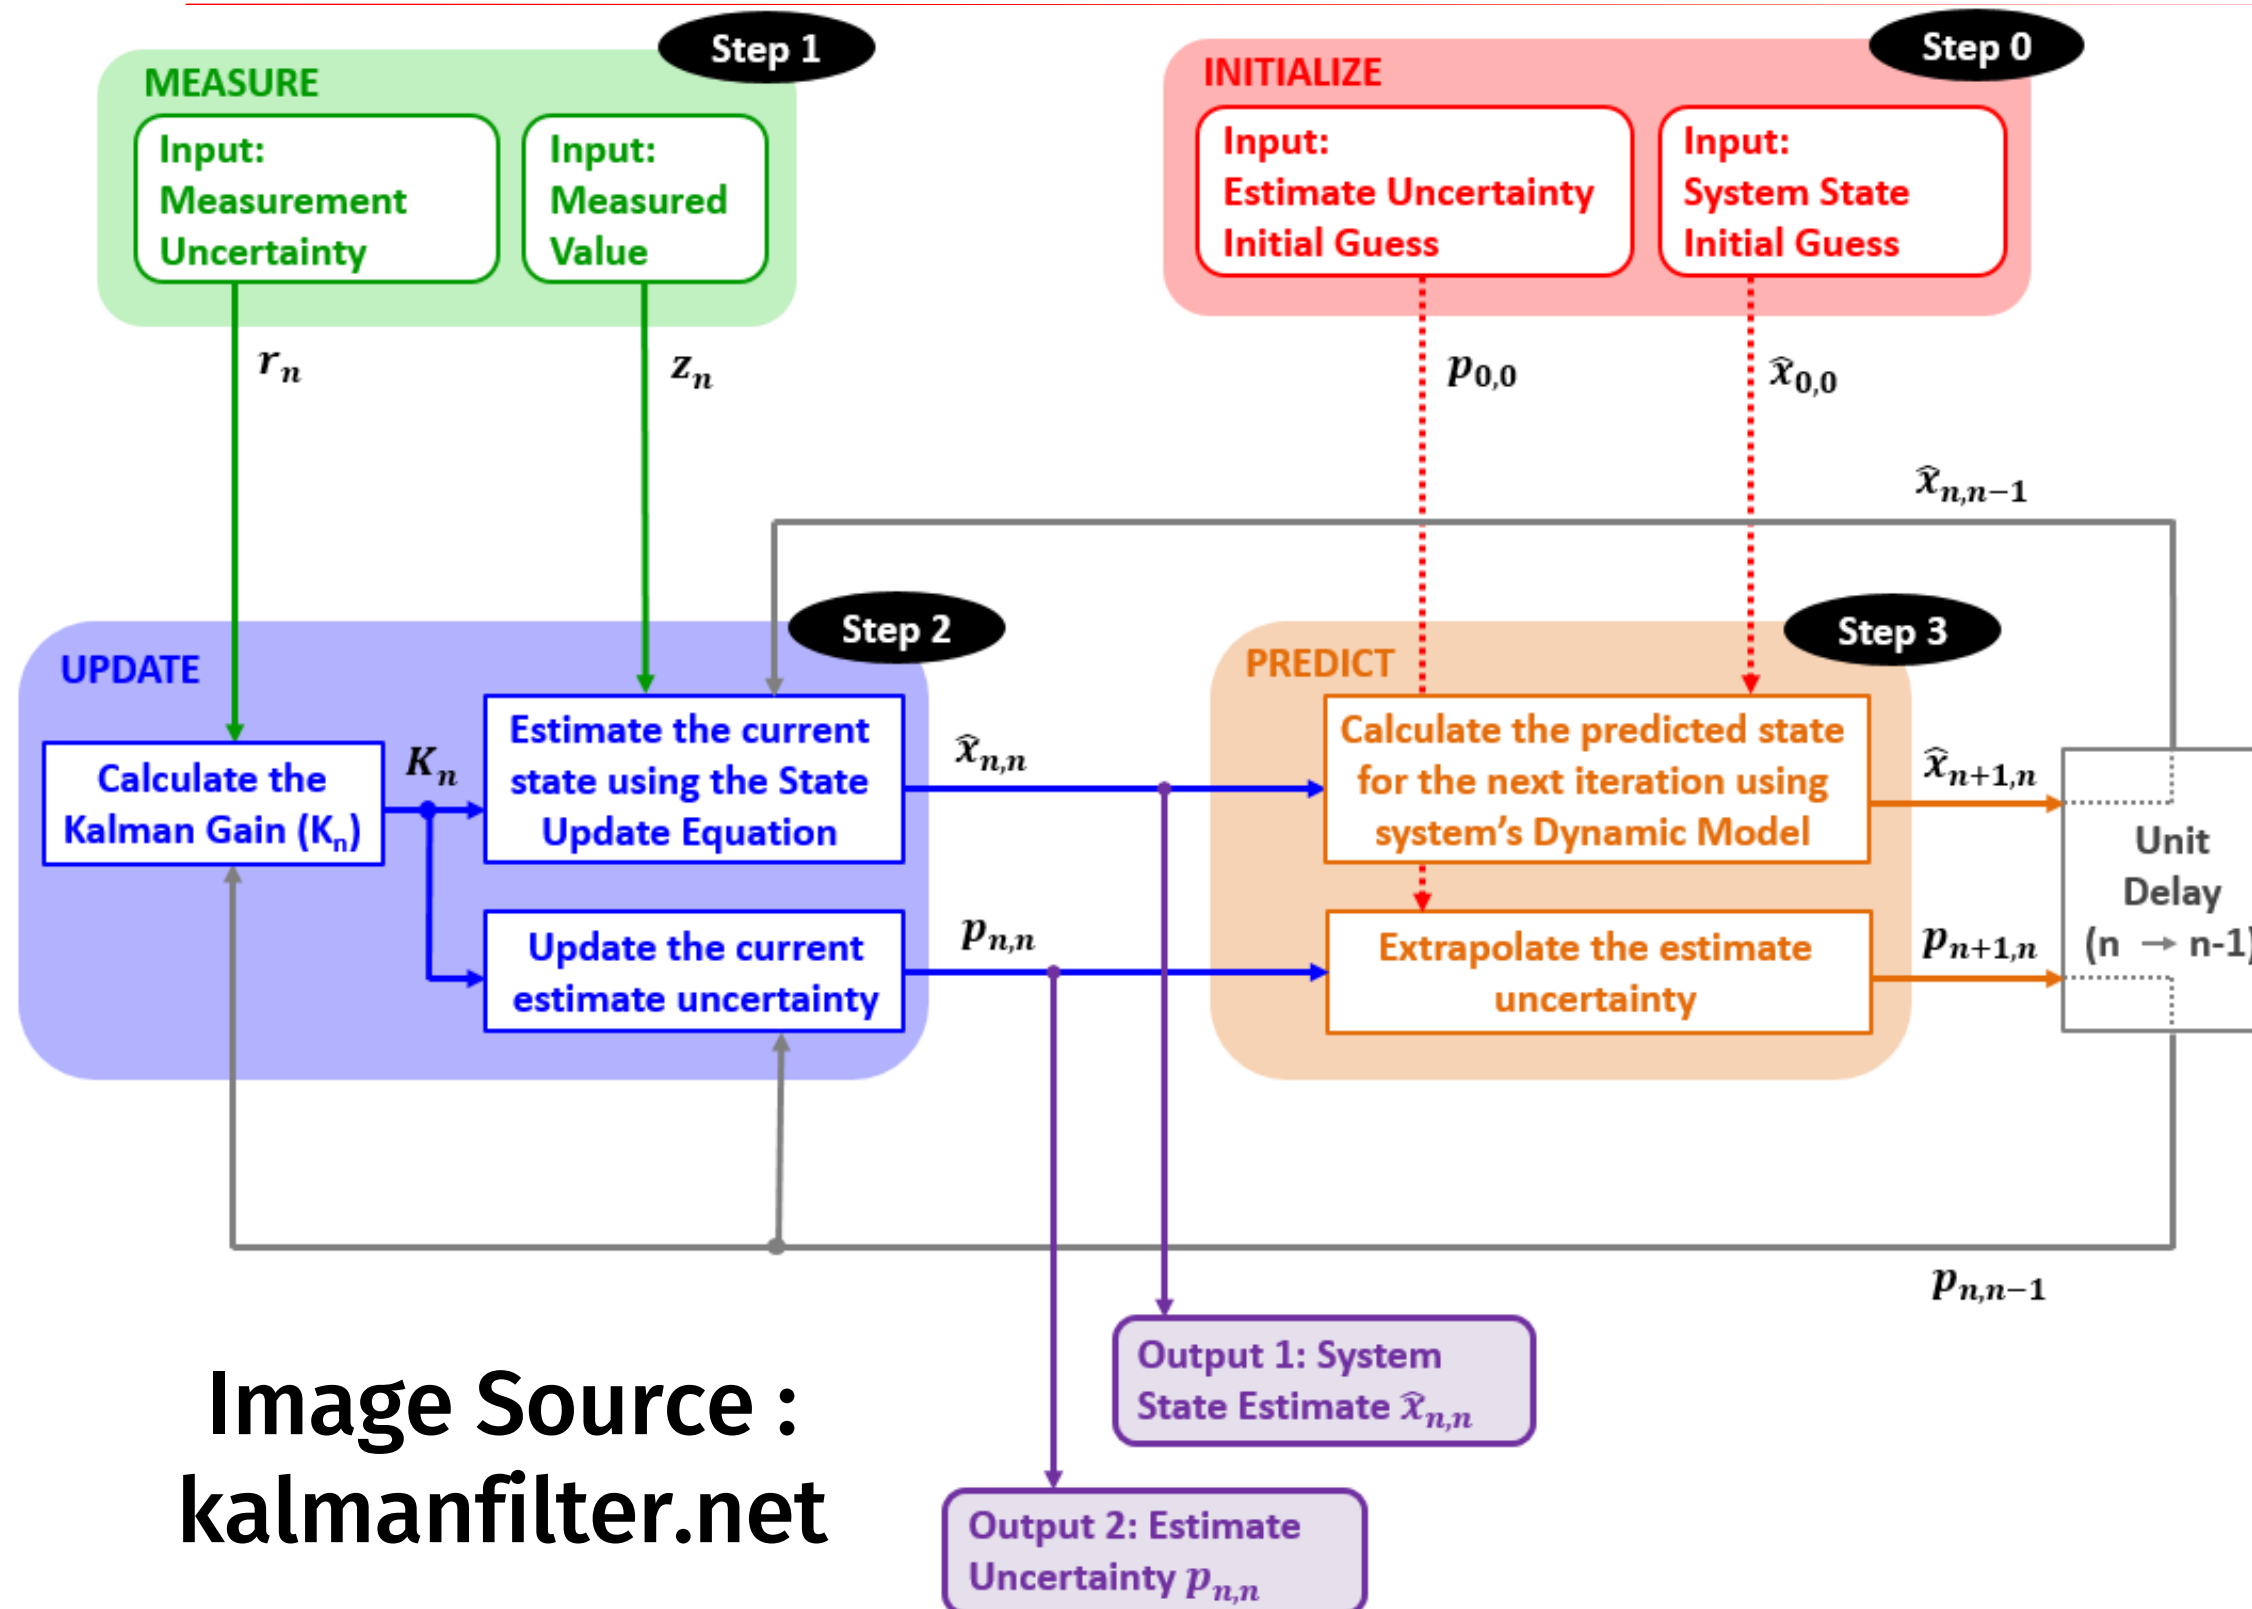 Step 1
MEASURE
Input:
Measurement
Uncertainty
Input:
Measured
Value
Step 0
INITIALIZE
Input:
Estimate Uncertainty
Initial Guess
Input:
System State
Initial Guess
rₙ
zₙ
p₀,₀
x̂₀,₀
x̂ₙ,ₙ₋₁
Step 2
UPDATE
Calculate the
Kalman Gain (Kₙ)
Kₙ
Estimate the current
state using the State
Update Equation
Update the current
estimate uncertainty
x̂ₙ,ₙ
pₙ,ₙ
Step 3
PREDICT
Calculate the predicted state
for the next iteration using
system’s Dynamic Model
Extrapolate the estimate
uncertainty
x̂ₙ₊₁,ₙ
pₙ₊₁,ₙ
Unit
Delay
(n → n-1)
pₙ,ₙ₋₁
Output 1: System
State Estimate x̂ₙ,ₙ
Output 2: Estimate
Uncertainty pₙ,ₙ
Image Source :
kalmanfilter.net